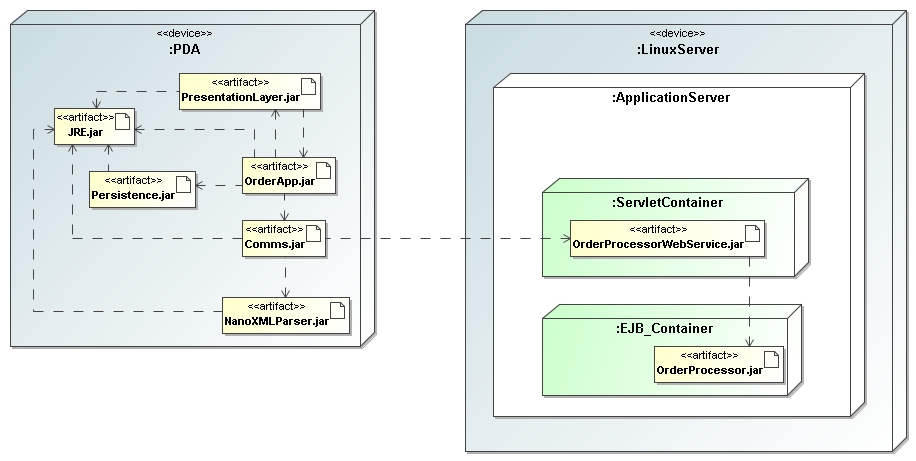 <<device>>
:PDA
<<artifact>>
PresentationLayer.jar
<<artifact>>
JRE.jar
<<artifact>>
Persistence.jar
<<artifact>>
OrderApp.jar
<<artifact>>
Comms.jar
<<artifact>>
NanoXMLParser.jar
<<device>>
:LinuxServer
:ApplicationServer
:ServletContainer
<<artifact>>
OrderProcessorWebService.jar
:EJB_Container
<<artifact>>
OrderProcessor.jar